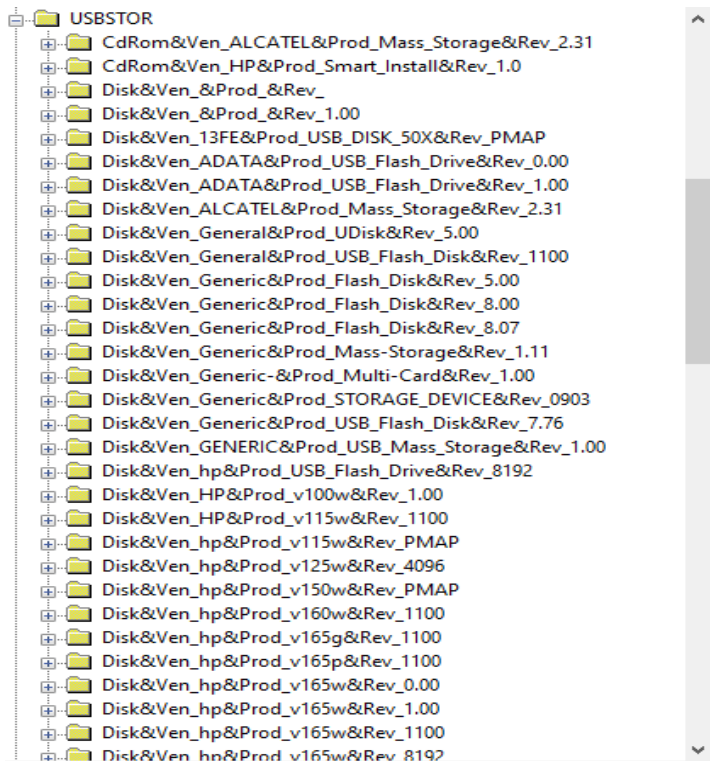 USBSTOR
CdRom&Ven_ALCATEL&Prod_Mass_Storage&Rev_2.31
CdRom&Ven_HP&Prod_Smart_Install&Rev_1.0
Disk&Ven_&Prod_&Rev_
Disk&Ven_&Prod_&Rev_1.00
Disk&Ven_13FE&Prod_USB_DISK_50X&Rev_PMAP
Disk&Ven_ADATA&Prod_USB_Flash_Drive&Rev_0.00
Disk&Ven_ADATA&Prod_USB_Flash_Drive&Rev_1.00
Disk&Ven_ALCATEL&Prod_Mass_Storage&Rev_2.31
Disk&Ven_General&Prod_UDisk&Rev_5.00
Disk&Ven_General&Prod_USB_Flash_Disk&Rev_1100
Disk&Ven_Generic&Prod_Flash_Disk&Rev_5.00
Disk&Ven_Generic&Prod_Flash_Disk&Rev_8.00
Disk&Ven_Generic&Prod_Flash_Disk&Rev_8.07
Disk&Ven_Generic&Prod_Mass-Storage&Rev_1.11
Disk&Ven_Generic-&Prod_Multi-Card&Rev_1.00
Disk&Ven_Generic&Prod_STORAGE_DEVICE&Rev_0903
Disk&Ven_Generic&Prod_USB_Flash_Disk&Rev_7.76
Disk&Ven_GENERIC&Prod_USB_Mass_Storage&Rev_1.00
Disk&Ven_hp&Prod_USB_Flash_Drive&Rev_8192
Disk&Ven_HP&Prod_v100w&Rev_1.00
Disk&Ven_HP&Prod_v115w&Rev_1100
Disk&Ven_hp&Prod_v115w&Rev_PMAP
Disk&Ven_hp&Prod_v125w&Rev_4096
Disk&Ven_hp&Prod_v150w&Rev_PMAP
Disk&Ven_hp&Prod_v160w&Rev_1100
Disk&Ven_hp&Prod_v165g&Rev_1100
Disk&Ven_hp&Prod_v165p&Rev_1100
Disk&Ven_hp&Prod_v165w&Rev_0.00
Disk&Ven_hp&Prod_v165w&Rev_1.00
Disk&Ven_hp&Prod_v165w&Rev_1100
Disk&Ven_hp&Prod_v165w&Rev_8192